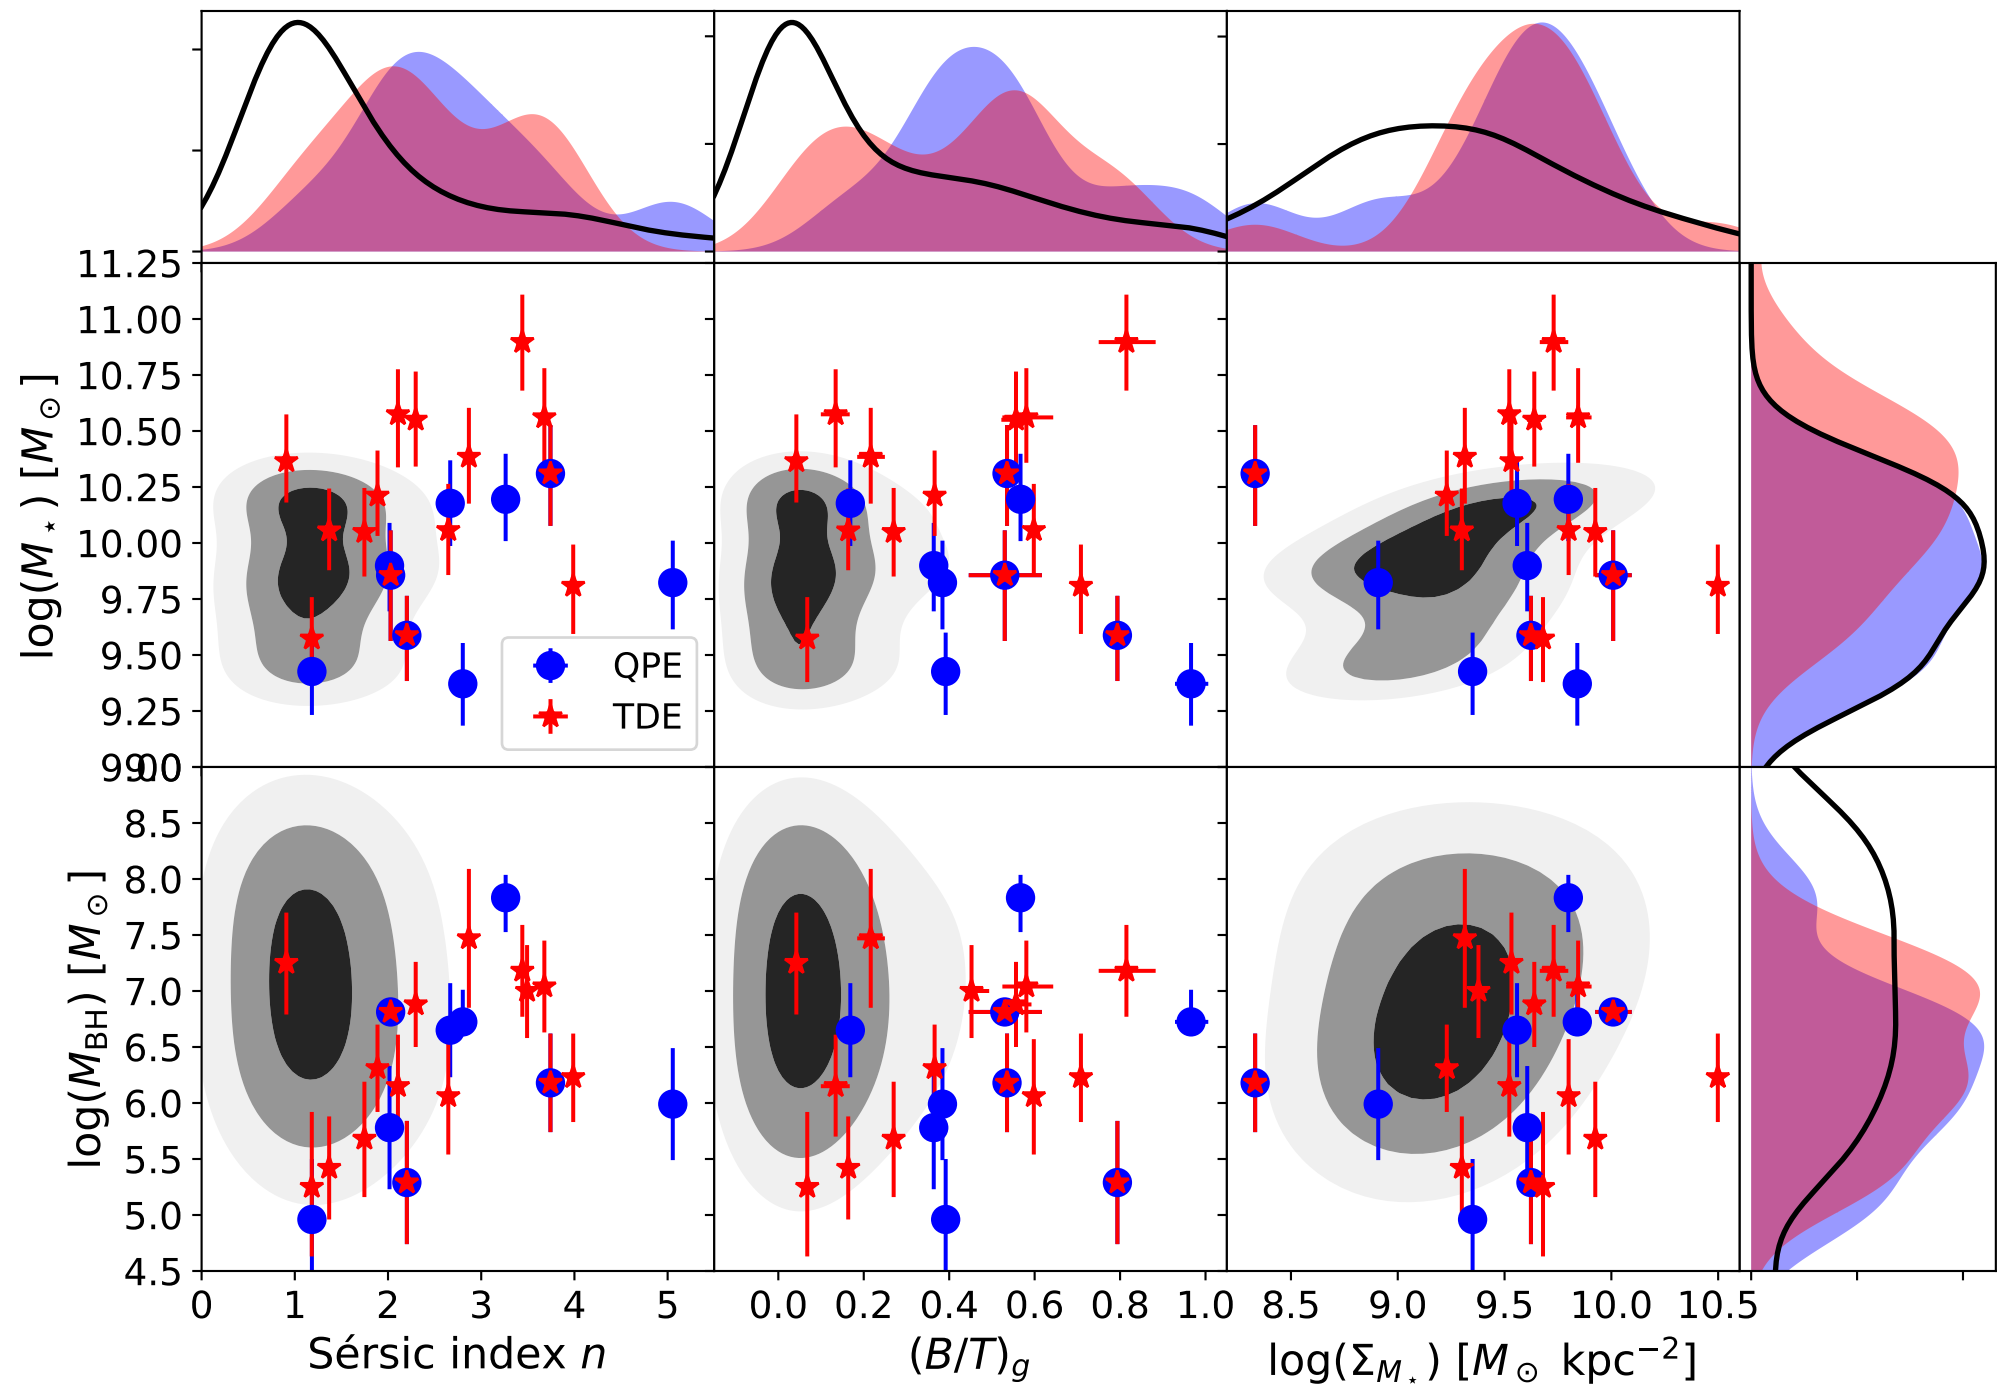 11.25
11.00
10.75
10.50
10.25
10.00
9.75
9.50
9.25
9.00
log(M⋆) [M⊙]
QPE
TDE
9.0
8.5
8.0
7.5
7.0
6.5
6.0
5.5
5.0
4.5
log(M_BH) [M⊙]
0 1 2 3 4 5
0.0 0.2 0.4 0.6 0.8 1.0
8.5 9.0 9.5 10.0 10.5
Sérsic index n
(B/T)_g
log(Σ_M⋆) [M⊙ kpc⁻²]